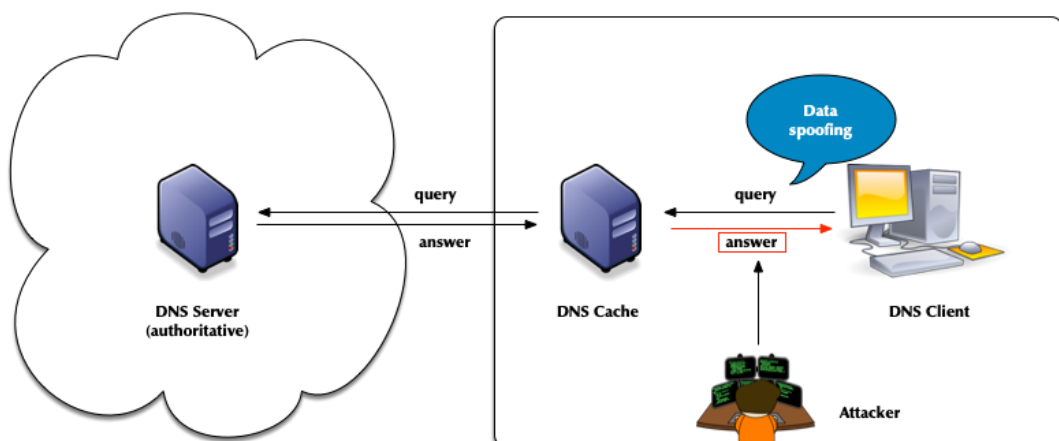 Data
spoofing
query
answer
query
answer
DNS Server
(authoritative)
DNS Cache
DNS Client
Attacker